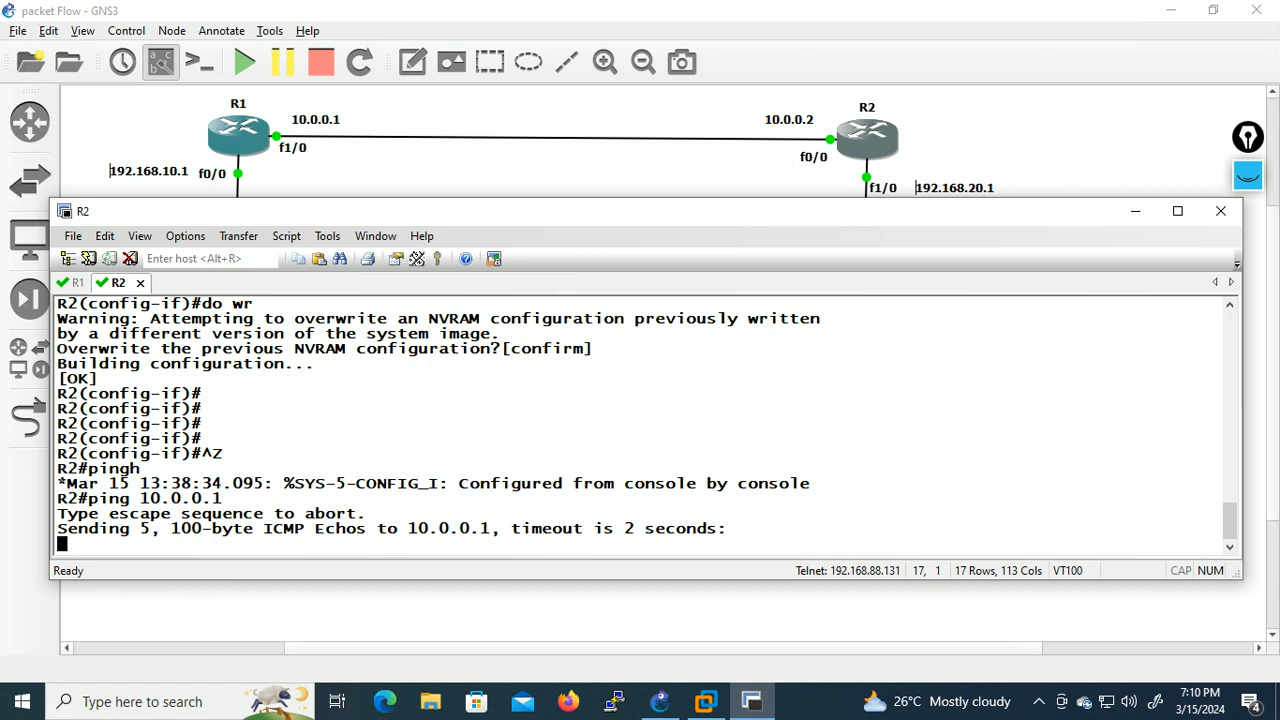 packet Flow - GNS3
File Edit View Control Node Annotate Tools Help
R1
R2
10.0.0.1
10.0.0.2
f1/0
f0/0
192.168.10.1 f0/0
f1/0 192.168.20.1
R2
File Edit View Options Transfer Script Tools Window Help
Enter host <Alt+R>
R1 R2
R2(config-if)#do wr
Warning: Attempting to overwrite an NVRAM configuration previously written
by a different version of the system image.
Overwrite the previous NVRAM configuration?[confirm]
Building configuration...
[OK]
R2(config-if)#
R2(config-if)#
R2(config-if)#
R2(config-if)#
R2(config-if)#^Z
R2#pingh
*Mar 15 13:38:34.095: %SYS-5-CONFIG_I: Configured from console by console
R2#ping 10.0.0.1
Type escape sequence to abort.
Sending 5, 100-byte ICMP Echos to 10.0.0.1, timeout is 2 seconds:
Ready Telnet: 192.168.88.131 17, 1 17 Rows, 113 Cols VT100 CAP NUM
Type here to search
26°C Mostly cloudy
7:10 PM
3/15/2024
4